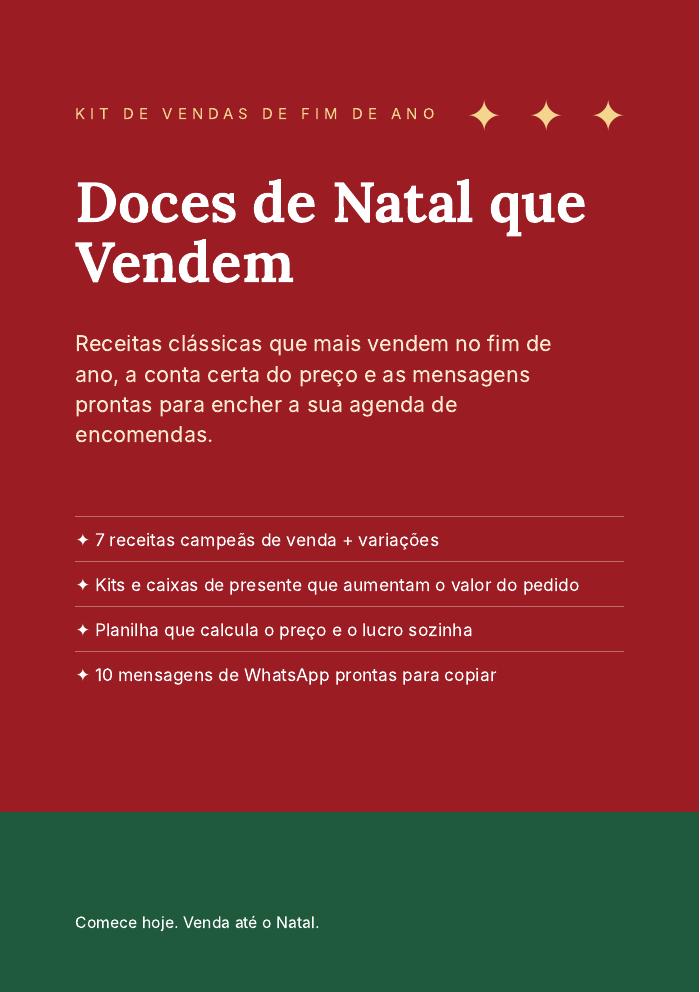 KIT DE VENDAS DE FIM DE ANO ✦ ✦ ✦
Doces de Natal que
Vendem
Receitas clássicas que mais vendem no fim de
ano, a conta certa do preço e as mensagens
prontas para encher a sua agenda de
encomendas.
✦ 7 receitas campeãs de venda + variações
✦ Kits e caixas de presente que aumentam o valor do pedido
✦ Planilha que calcula o preço e o lucro sozinha
✦ 10 mensagens de WhatsApp prontas para copiar
Comece hoje. Venda até o Natal.